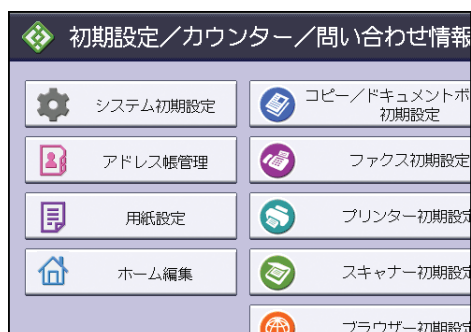 初期設定／カウンター／問い合わせ情報
システム初期設定
コピー／ドキュメントボ
初期設定
アドレス帳管理
ファクス初期設定
用紙設定
プリンター初期設定
ホーム編集
スキャナー初期設定
ブラウザー初期設定